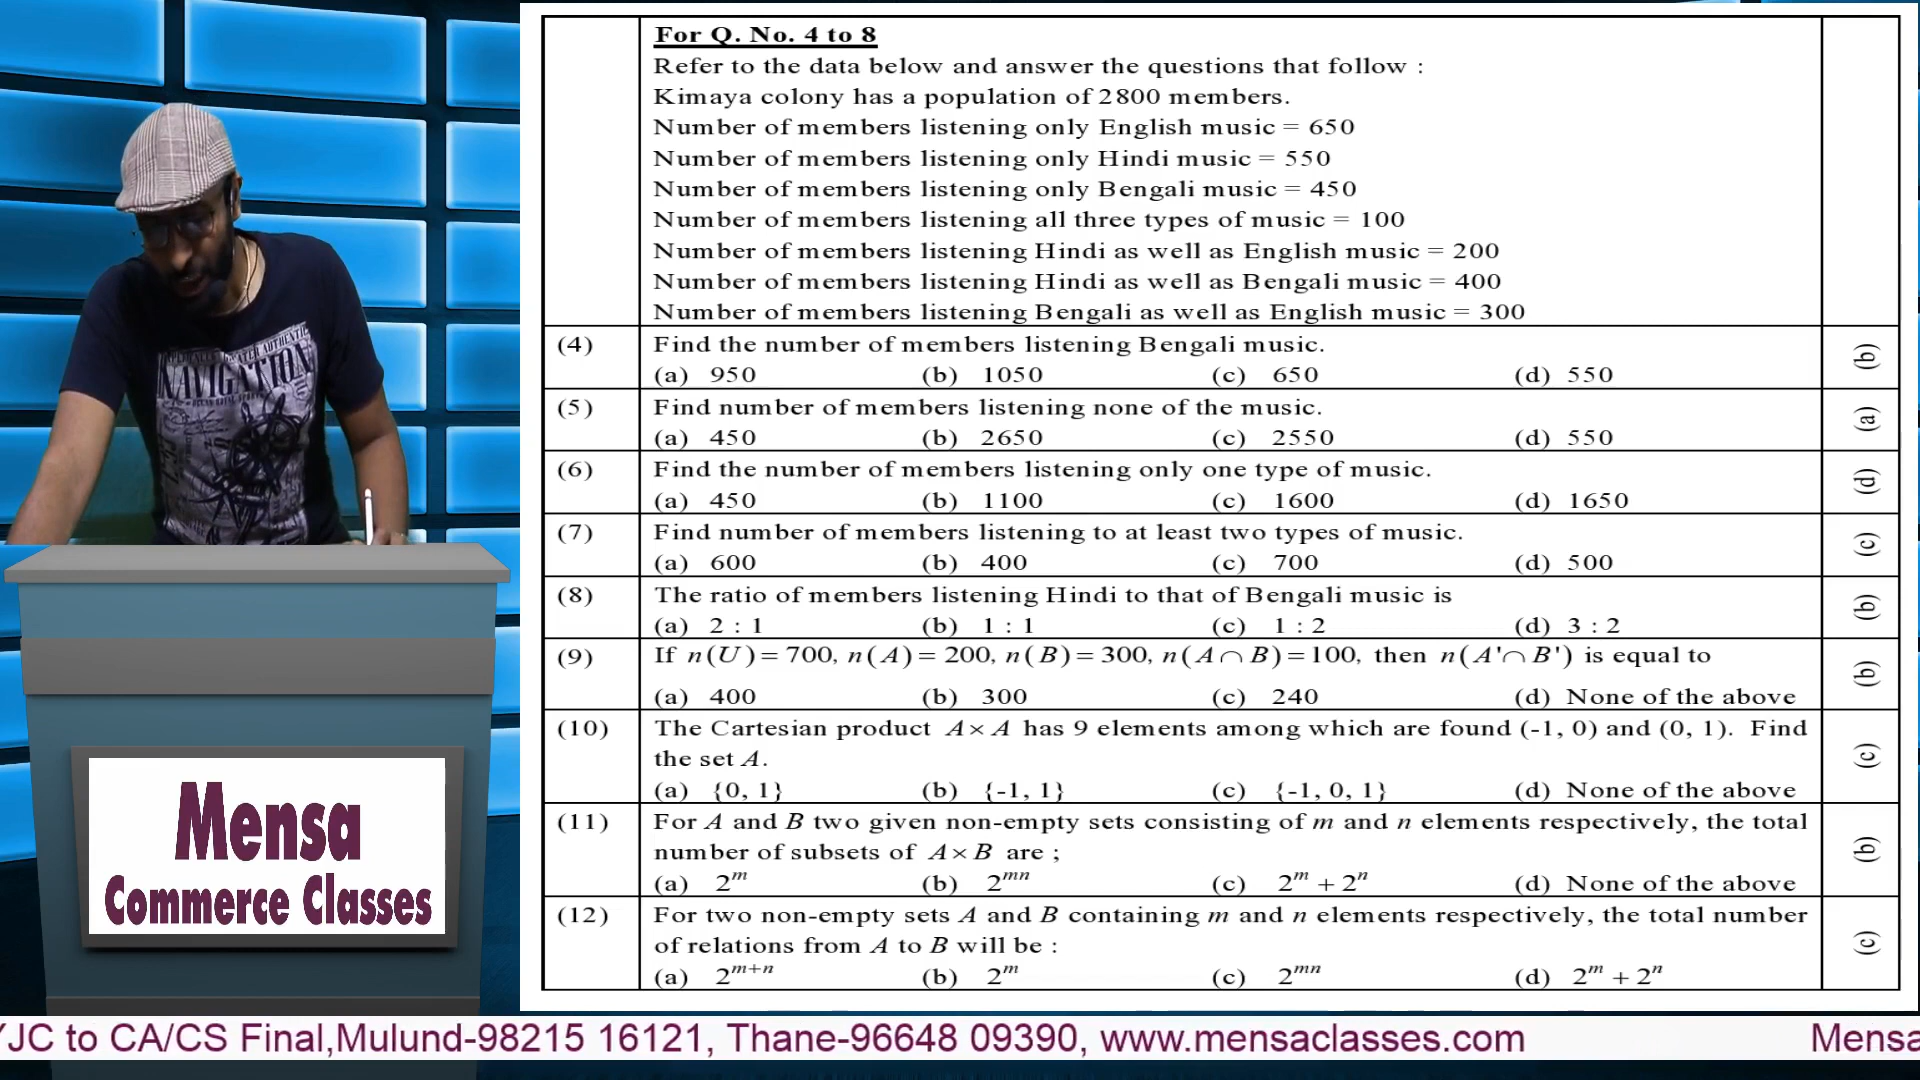 For Q. No. 4 to 8
Refer to the data below and answer the questions that follow :
Kimaya colony has a population of 2800 members.
Number of members listening only English music = 650
Number of members listening only Hindi music = 550
Number of members listening only Bengali music = 450
Number of members listening all three types of music = 100
Number of members listening Hindi as well as English music = 200
Number of members listening Hindi as well as Bengali music = 400
Number of members listening Bengali as well as English music = 300
(4) Find the number of members listening Bengali music. (b)
(a) 950 (b) 1050 (c) 650 (d) 550
(5) Find number of members listening none of the music. (a)
(a) 450 (b) 2650 (c) 2550 (d) 550
(6) Find the number of members listening only one type of music. (d)
(a) 450 (b) 1100 (c) 1600 (d) 1650
(7) Find number of members listening to at least two types of music. (c)
(a) 600 (b) 400 (c) 700 (d) 500
(8) The ratio of members listening Hindi to that of Bengali music is (b)
(a) 2 : 1 (b) 1 : 1 (c) 1 : 2 (d) 3 : 2
(9) If n(U) = 700, n(A) = 200, n(B) = 300, n(A∩B) = 100, then n(A'∩B') is equal to (b)
(a) 400 (b) 300 (c) 240 (d) None of the above
(10) The Cartesian product A×A has 9 elements among which are found (-1, 0) and (0, 1). Find
the set A. (c)
(a) {0, 1} (b) {-1, 1} (c) {-1, 0, 1} (d) None of the above
(11) For A and B two given non-empty sets consisting of m and n elements respectively, the total
number of subsets of A×B are ; (b)
(a) 2^m (b) 2^mn (c) 2^m + 2^n (d) None of the above
(12) For two non-empty sets A and B containing m and n elements respectively, the total number
of relations from A to B will be : (c)
(a) 2^m+n (b) 2^m (c) 2^mn (d) 2^m + 2^n
NAVIGATION
Mensa
Commerce Classes
YJC to CA/CS Final,Mulund-98215 16121, Thane-96648 09390, www.mensaclasses.com Mensa